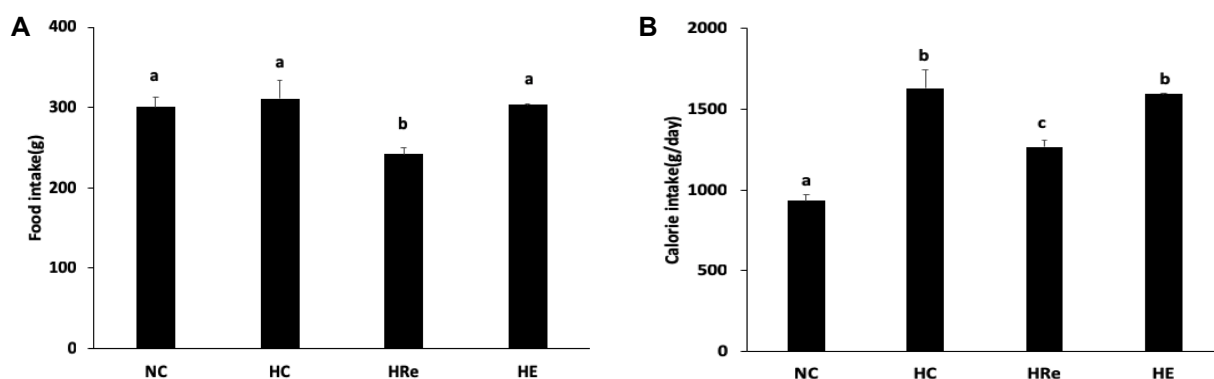 A
Food intake(g)
400
300
200
100
0
a
a
b
a
NC HC HRe HE
B
Calorie intake(g/day)
2000
1500
1000
500
0
a
b
c
b
NC HC HRe HE